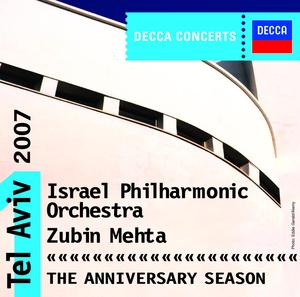 DECCA CONCERTS
DECCA
Tel Aviv 2007
Israel Philharmonic
Orchestra
Zubin Mehta
THE ANNIVERSARY SEASON